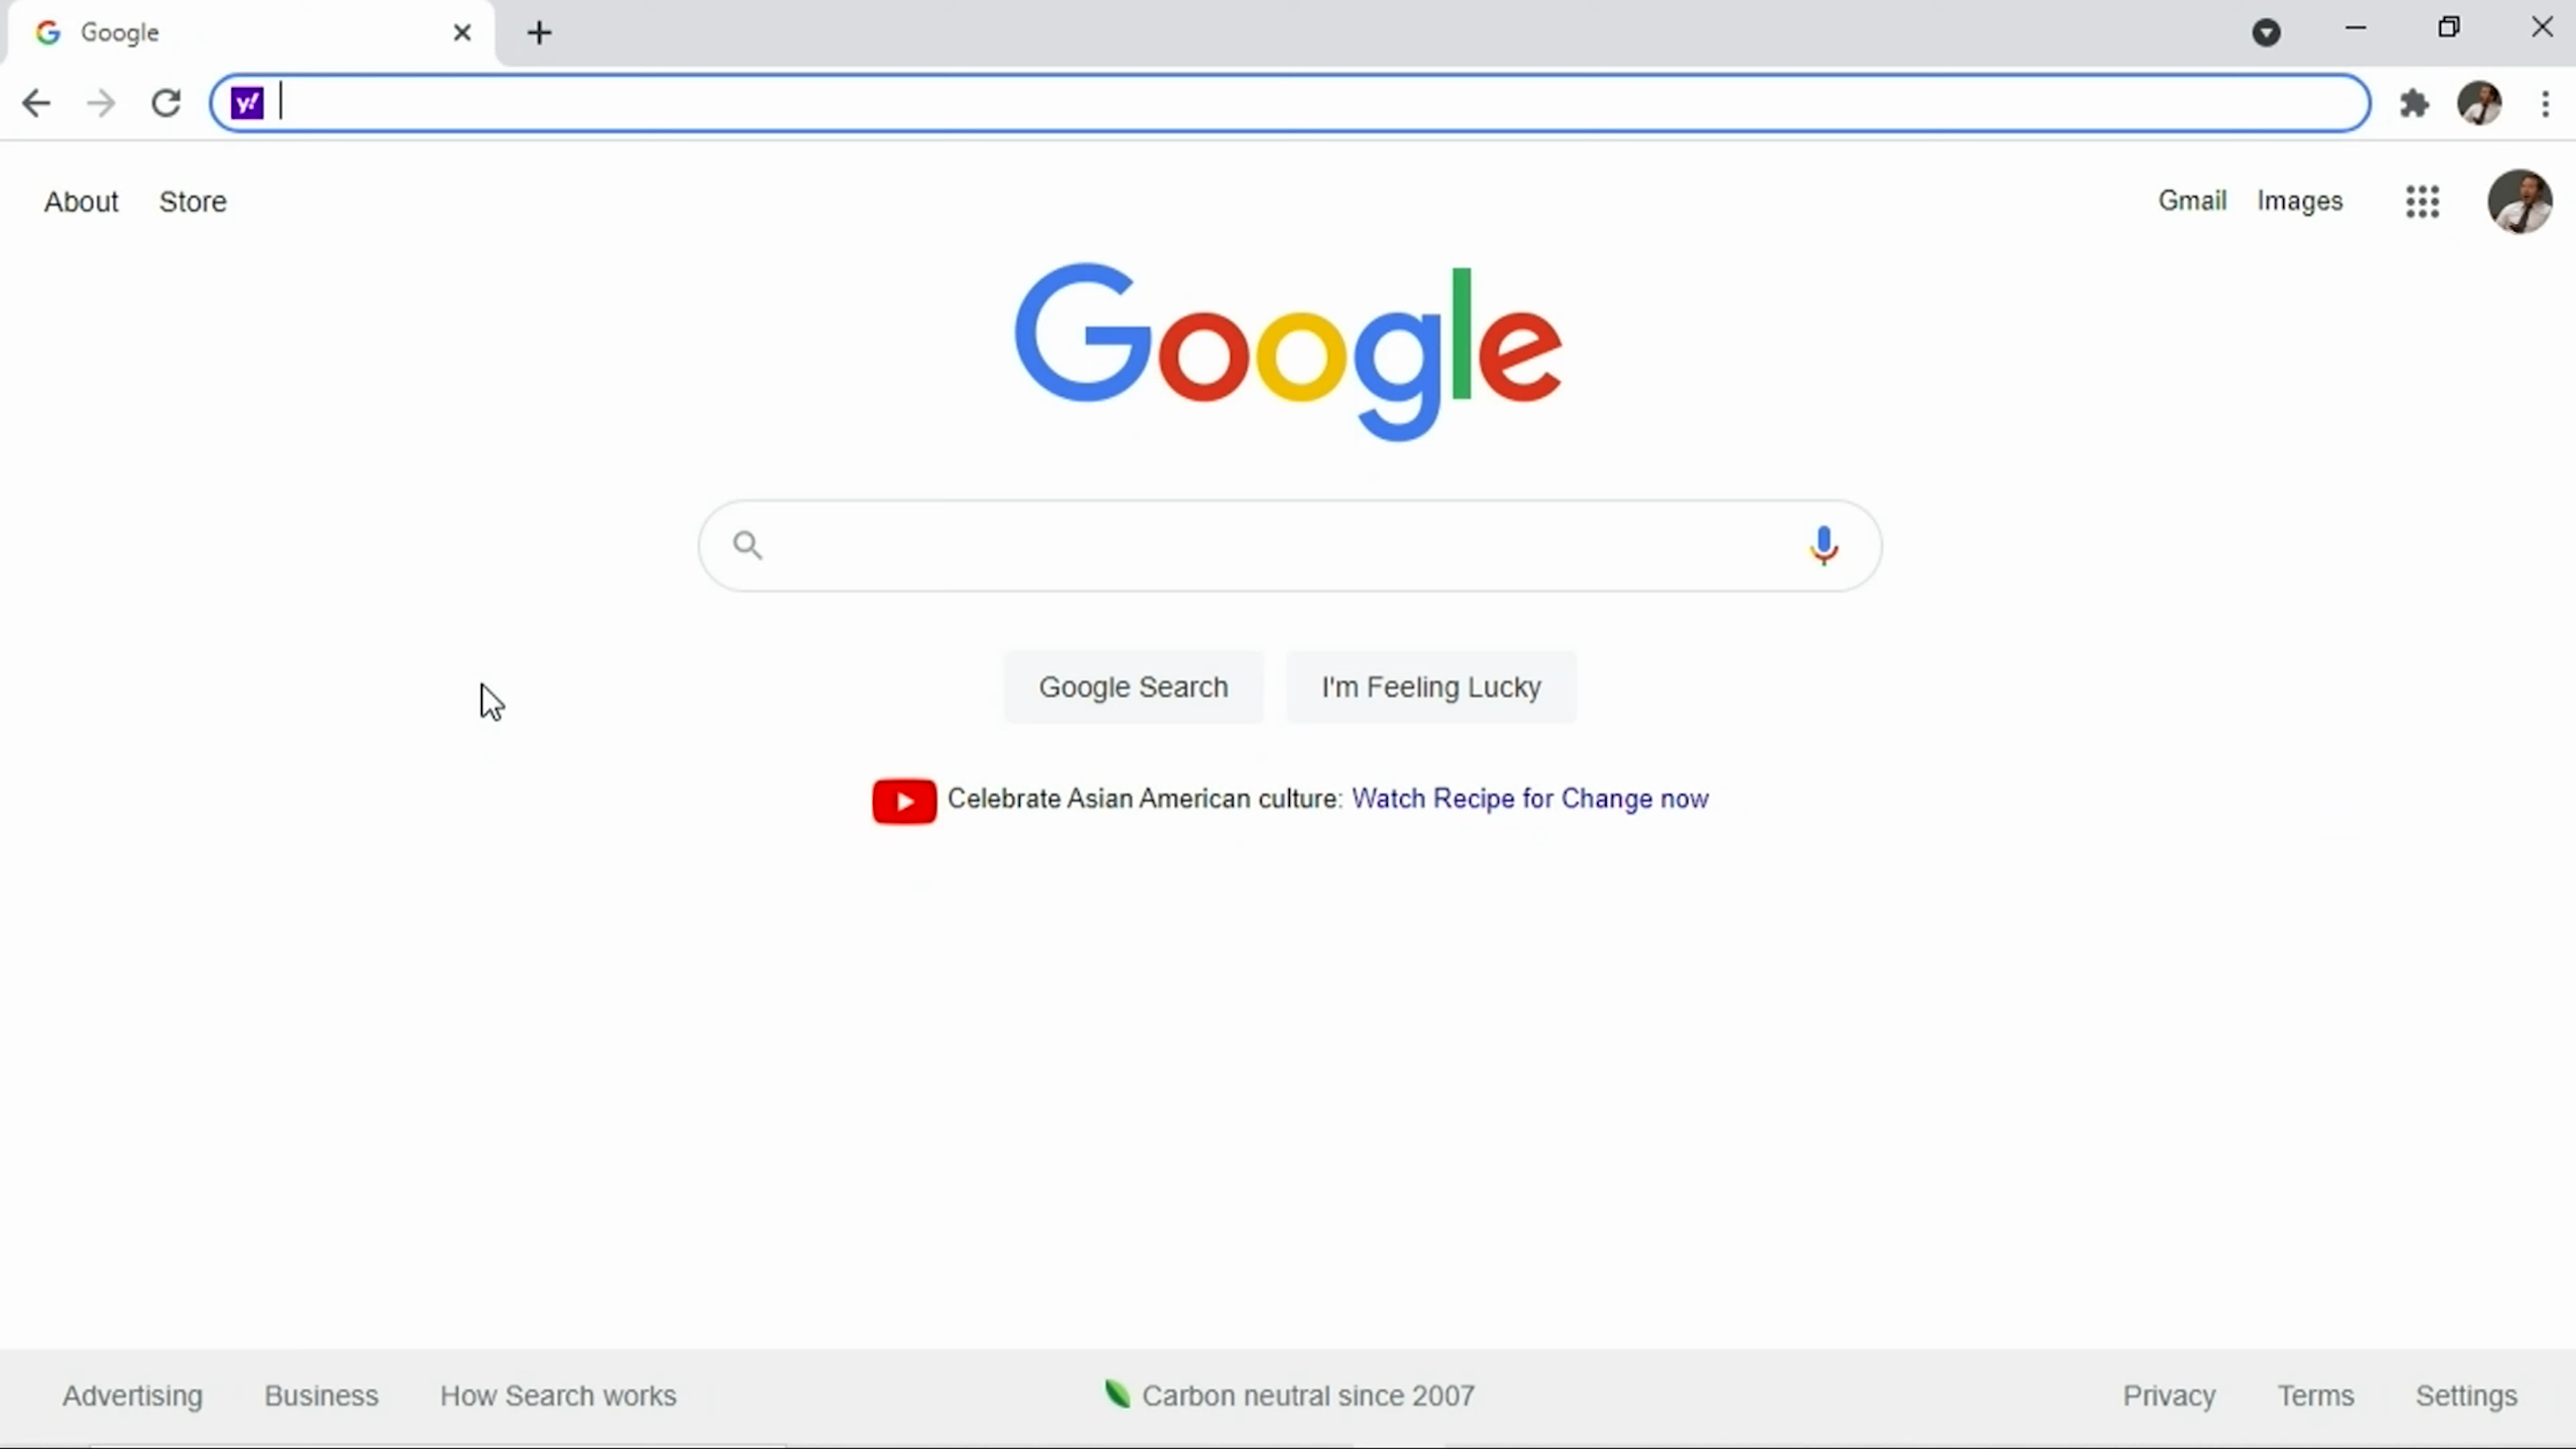 Google
y!
About Store Gmail Images
Google
Google Search I'm Feeling Lucky
Celebrate Asian American culture: Watch Recipe for Change now
Advertising Business How Search works Carbon neutral since 2007 Privacy Terms Settings